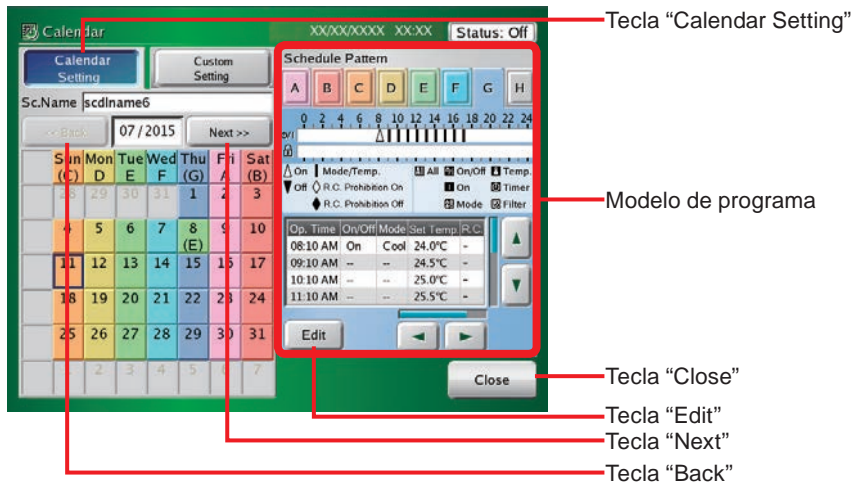 Calendar XX/XX/XXXX XX:XX Status: Off
Calendar Setting
Custom Setting
Sc.Name scdlname6
<< Back 07/2015 Next >>
Sun (C) Mon D Tue E Wed F Thu (G) Fri A Sat (B)
28 29 30 31 1 2 3
4 5 6 7 8 (E) 9 10
11 12 13 14 15 16 17
18 19 20 21 22 23 24
25 26 27 28 29 30 31
1 2 3 4 5 6 7
Schedule Pattern
A B C D E F G H
0 2 4 6 8 10 12 14 16 18 20 22 24
On Mode/Temp. All On/Off Temp.
Off R.C. Prohibition On On Timer
R.C. Prohibition Off Mode Filter
Op. Time On/Off Mode Set Temp. R.C.
08:10 AM On Cool 24.0°C -
09:10 AM -- -- 24.5°C -
10:10 AM -- -- 25.0°C -
11:10 AM -- -- 25.5°C -
Edit
Close
Tecla “Calendar Setting”
Modelo de programa
Tecla “Close”
Tecla “Edit”
Tecla “Next”
Tecla “Back”